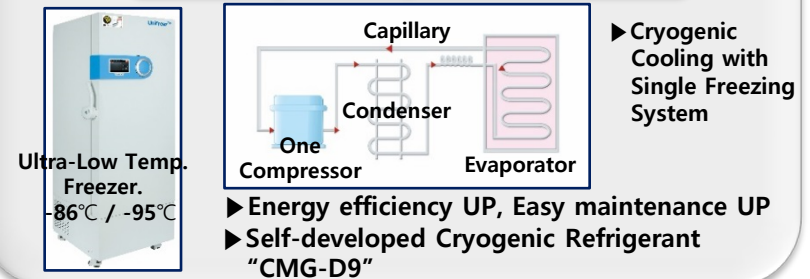 UniFreez™
Ultra-Low Temp.
Freezer.
-86℃ / -95℃
Capillary
Condenser
One
Compressor
Evaporator
▶Cryogenic
Cooling with
Single Freezing
System
▶Energy efficiency UP, Easy maintenance UP
▶Self-developed Cryogenic Refrigerant
“CMG-D9”